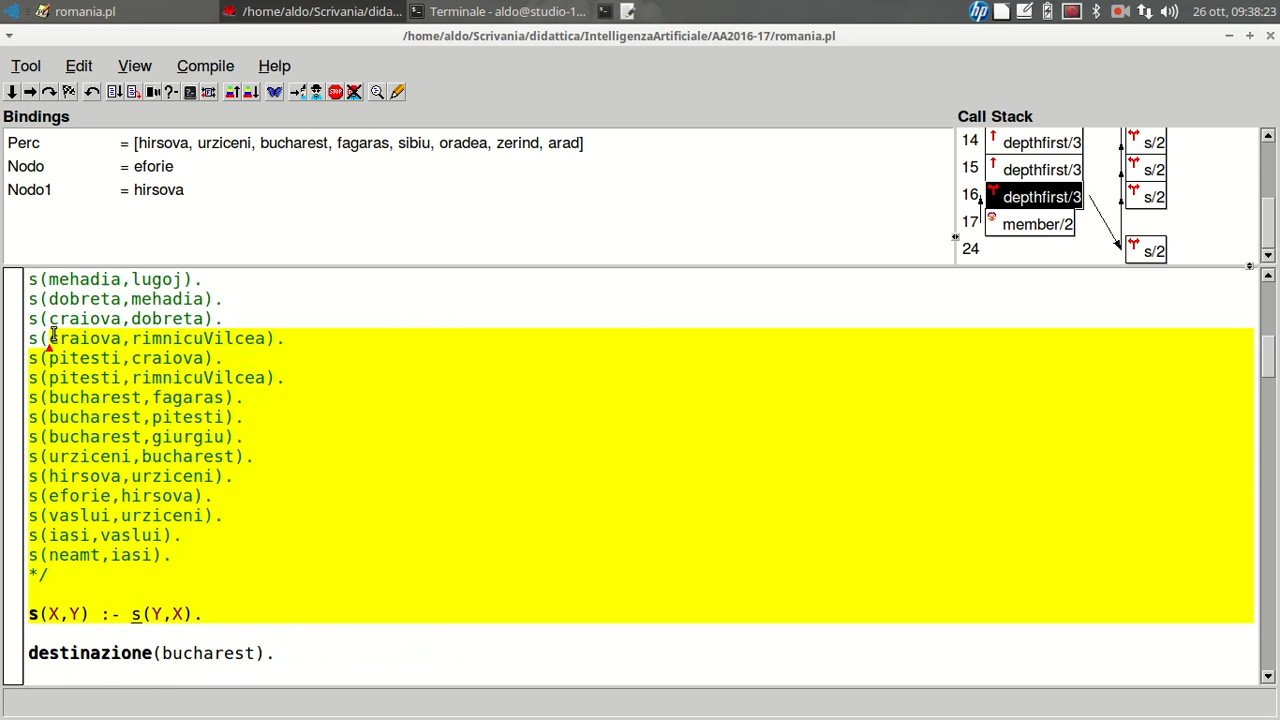 romania.pl
/home/aldo/Scrivania/dida...
Terminale - aldo@studio-1...
26 ott, 09:38:23
/home/aldo/Scrivania/didattica/IntelligenzaArtificiale/AA2016-17/romania.pl
Tool Edit View Compile Help
Bindings
Call Stack
Perc = [hirsova, urziceni, bucharest, fagaras, sibiu, oradea, zerind, arad]
Nodo = eforie
Nodo1 = hirsova
14 depthfirst/3 s/2
15 depthfirst/3 s/2
16 depthfirst/3 s/2
17 member/2
24 s/2
s(mehadia,lugoj).
s(dobreta,mehadia).
s(craiova,dobreta).
s(craiova,rimnicuVilcea).
s(pitesti,craiova).
s(pitesti,rimnicuVilcea).
s(bucharest,fagaras).
s(bucharest,pitesti).
s(bucharest,giurgiu).
s(urziceni,bucharest).
s(hirsova,urziceni).
s(eforie,hirsova).
s(vaslui,urziceni).
s(iasi,vaslui).
s(neamt,iasi).
*/
s(X,Y) :- s(Y,X).
destinazione(bucharest).